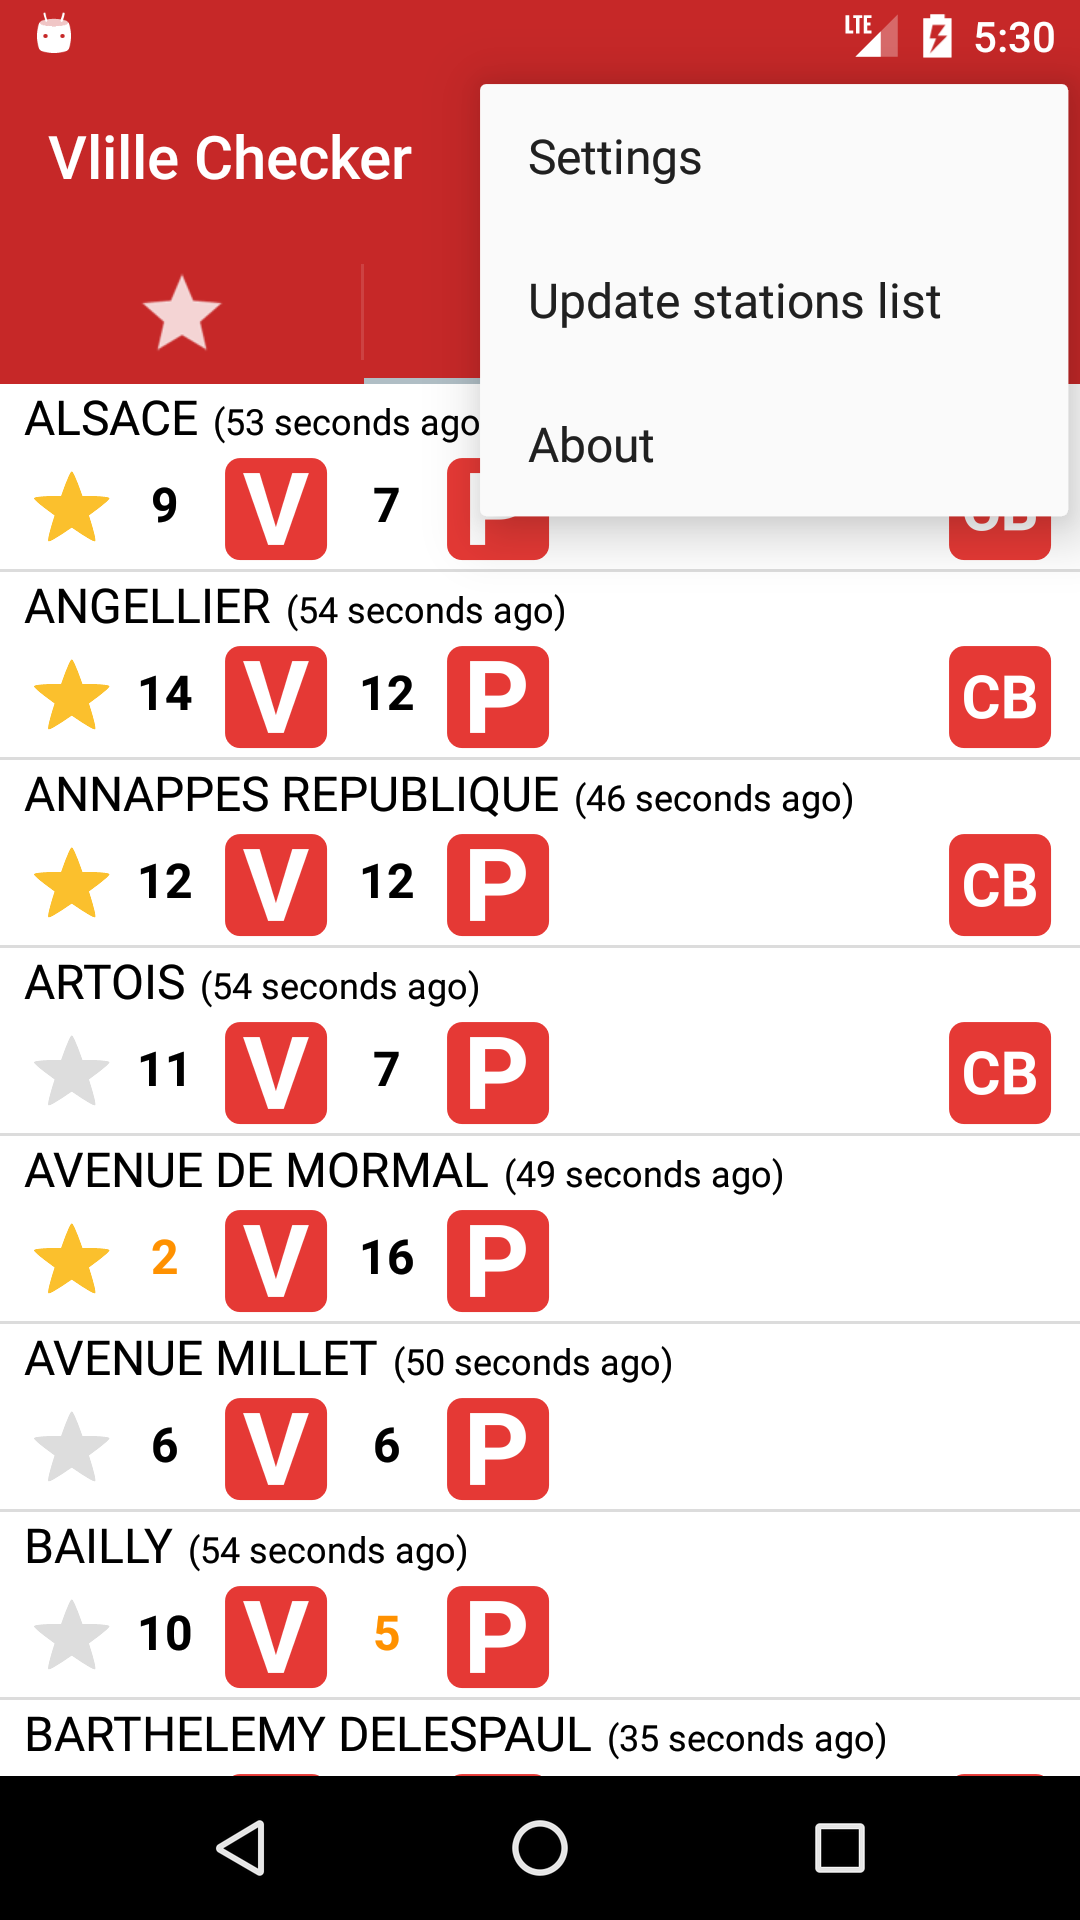 LTE 5:30
Vlille Checker
Settings
Update stations list
About
ALSACE (53 seconds ago
9 V 7 P CB
ANGELLIER (54 seconds ago)
14 V 12 P CB
ANNAPPES REPUBLIQUE (46 seconds ago)
12 V 12 P CB
ARTOIS (54 seconds ago)
11 V 7 P CB
AVENUE DE MORMAL (49 seconds ago)
2 V 16 P
AVENUE MILLET (50 seconds ago)
6 V 6 P
BAILLY (54 seconds ago)
10 V 5 P
BARTHELEMY DELESPAUL (35 seconds ago)